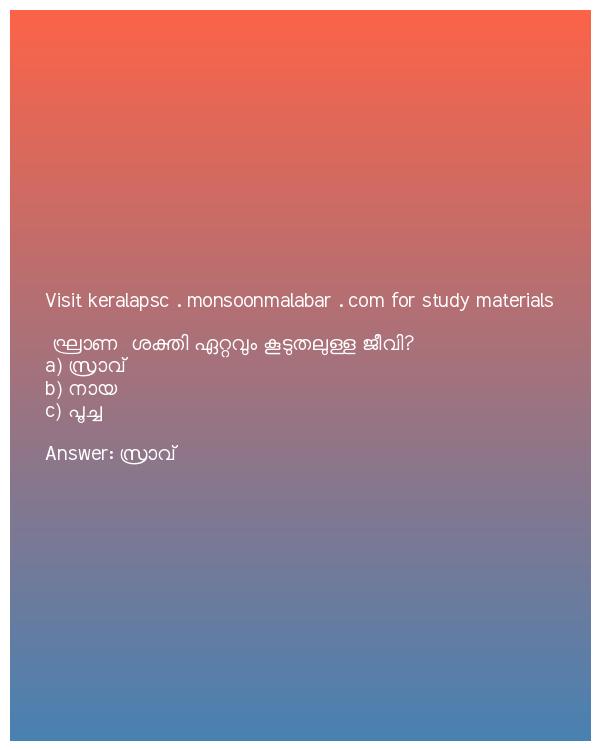 Visit keralapsc . monsoonmalabar . com for study materials
ഘ്രാണ ശക്തി ഏറ്റവും കൂടുതലുള്ള ജീവി?
a) സ്രാവ്
b) നായ
c) പൂച്ച
Answer: സ്രാവ്